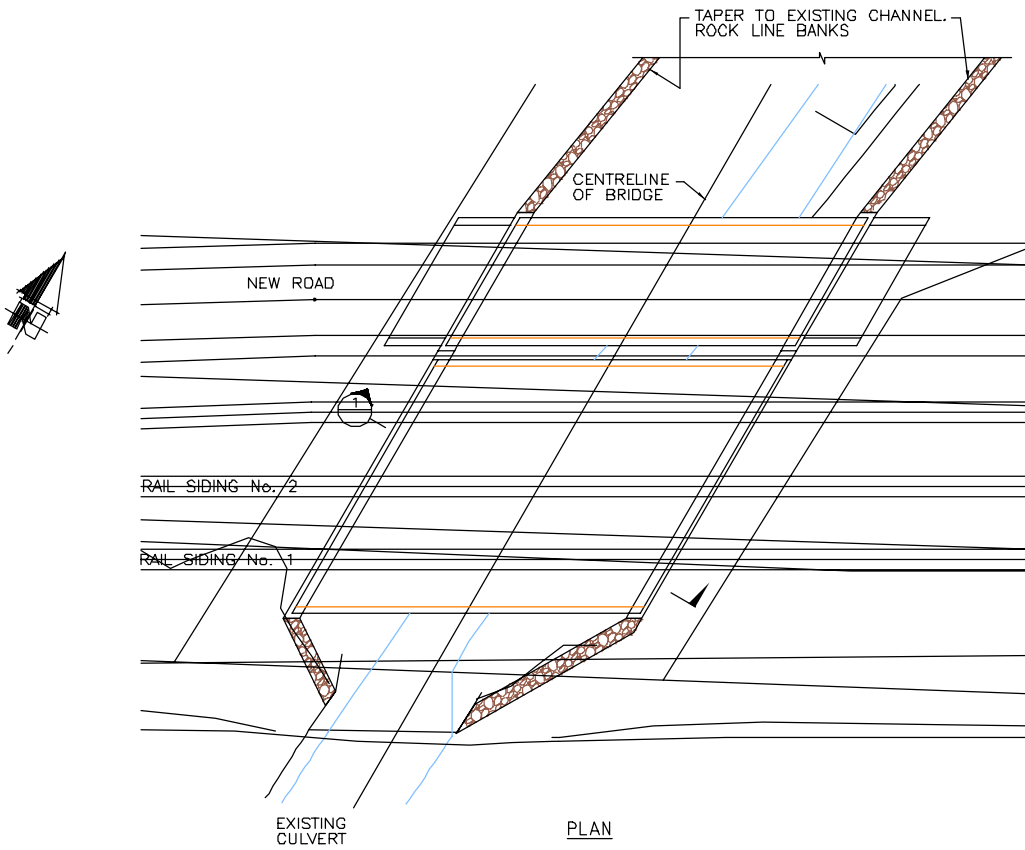 TAPER TO EXISTING CHANNEL.
ROCK LINE BANKS
CENTRELINE
OF BRIDGE
NEW ROAD
1
RAIL SIDING No. 2
RAIL SIDING No. 1
EXISTING
CULVERT
PLAN